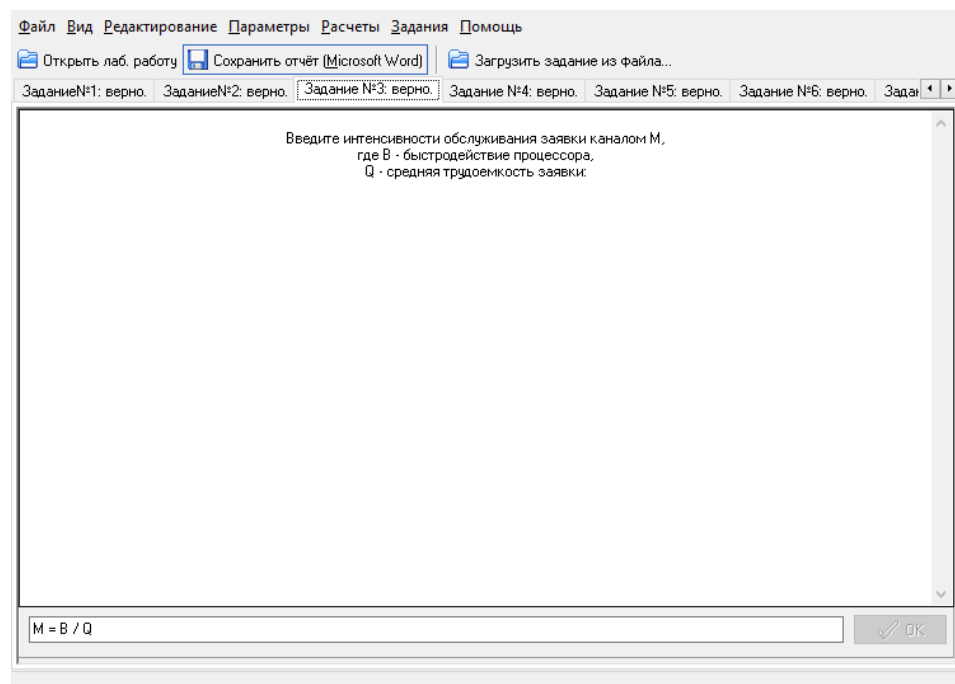 Файл Вид Редактирование Параметры Расчеты Задания Помощь
Открыть лаб. работу Сохранить отчёт (Microsoft Word) Загрузить задание из файла...
Задание№1: верно. Задание№2: верно. Задание №3: верно. Задание №4: верно. Задание №5: верно. Задание №6: верно.
Введите интенсивности обслуживания заявки каналом M,
где B - быстродействие процессора,
Q - средняя трудоемкость заявки:
M = B / Q
OK